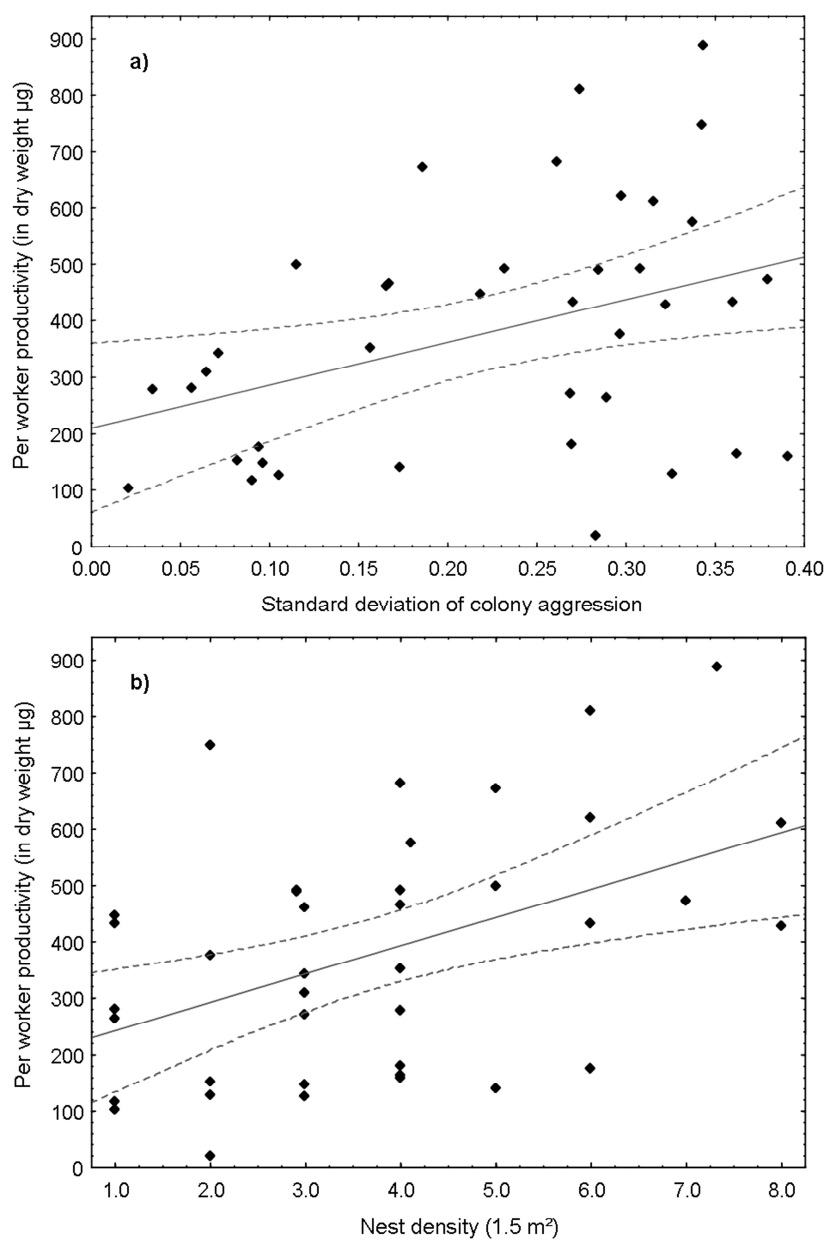 a)
Per worker productivity (in dry weight µg)
900
800
700
600
500
400
300
200
100
0
0.00 0.05 0.10 0.15 0.20 0.25 0.30 0.35 0.40
Standard deviation of colony aggression
b)
Per worker productivity (in dry weight µg)
900
800
700
600
500
400
300
200
100
0
1.0 2.0 3.0 4.0 5.0 6.0 7.0 8.0
Nest density (1.5 m²)